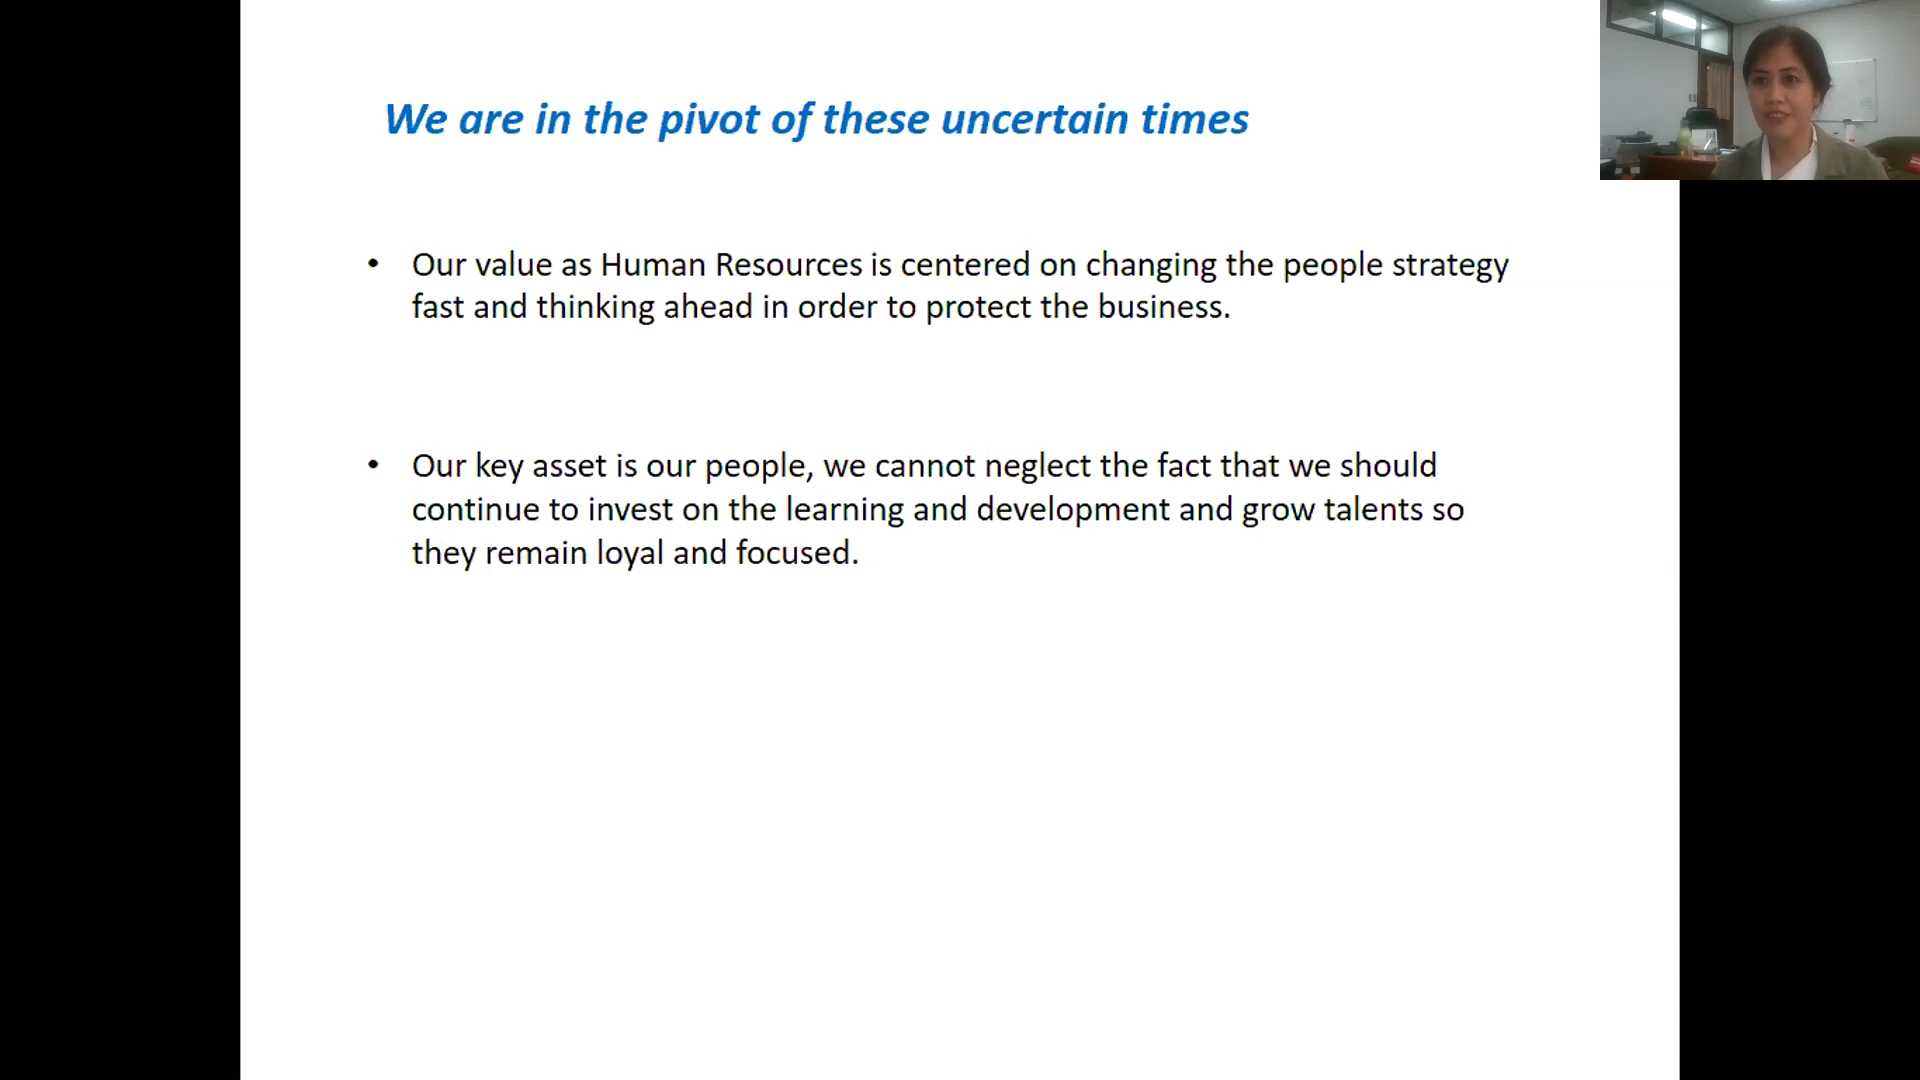 We are in the pivot of these uncertain times
• Our value as Human Resources is centered on changing the people strategy
fast and thinking ahead in order to protect the business.
• Our key asset is our people, we cannot neglect the fact that we should
continue to invest on the learning and development and grow talents so
they remain loyal and focused.